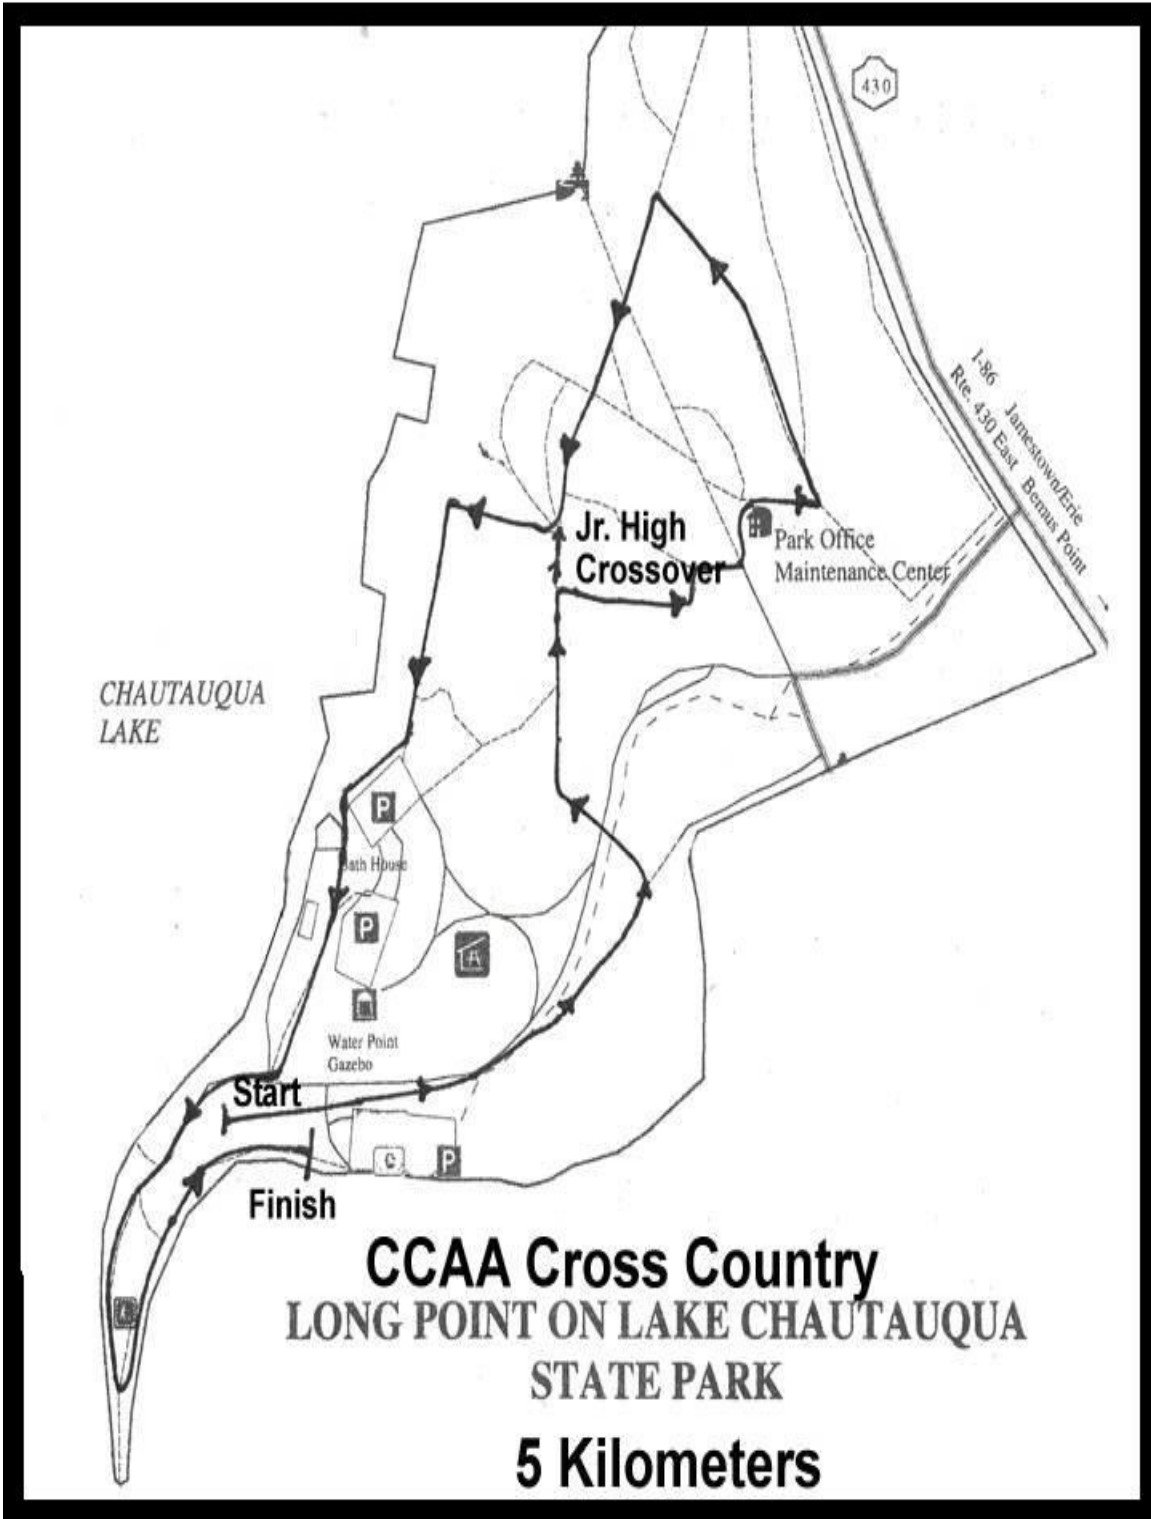 430
I-86 Jamestown/Erie
Rte. 430 East Bemus Point
Jr. High
Crossover
Park Office
Maintenance Center
CHAUTAUQUA
LAKE
P
Bath House
P
Water Point
Gazebo
Start
C
P
Finish
CCAA Cross Country
LONG POINT ON LAKE CHAUTAUQUA
STATE PARK
5 Kilometers